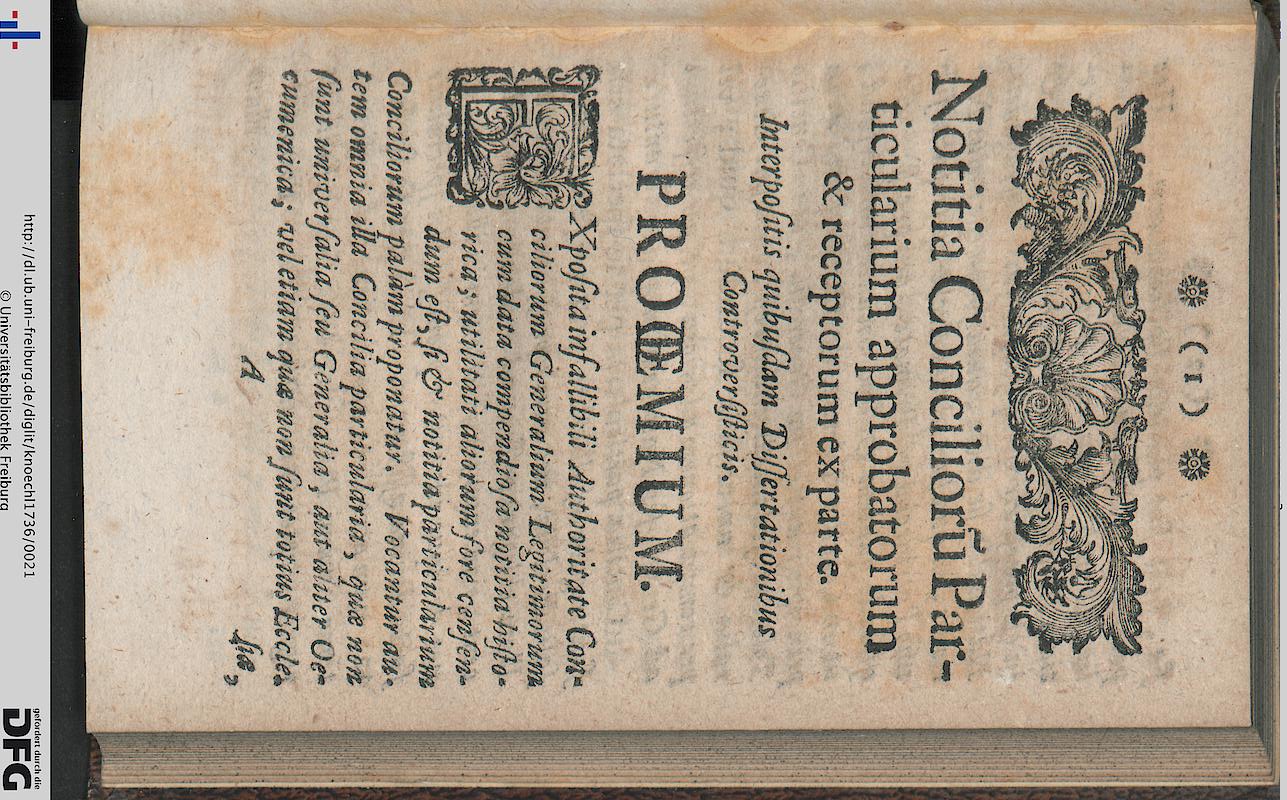 ( 1 )
Notitia Conciliorũ Par-
ticularium approbatorum
& receptorum ex parte.
Interpoſitis quibuſdam Diſſertationibus
Controverſiſticis.
PROŒMIUM.
EXpoſita infallibili Authoritate Con-
ciliorum Generalium Legitimorum
cum data compendioſa notitia hiſto-
rica; utilitati aliorum fore cenſen-
dum eſt, ſi & notitia particularium
Conciliorum palàm proponatur. Vocantur au-
tem omnia illa Concilia particularia, quæ non
ſunt univerſalia ſeu Generalia, aut aliter Oe-
cumenica; vel etiam quæ non ſunt totius Eccle-
A
ſiæ,
http://dl.ub.uni-freiburg.de/diglit/knoechl1736/0021
© Universitätsbibliothek Freiburg
gefördert durch die
DFG